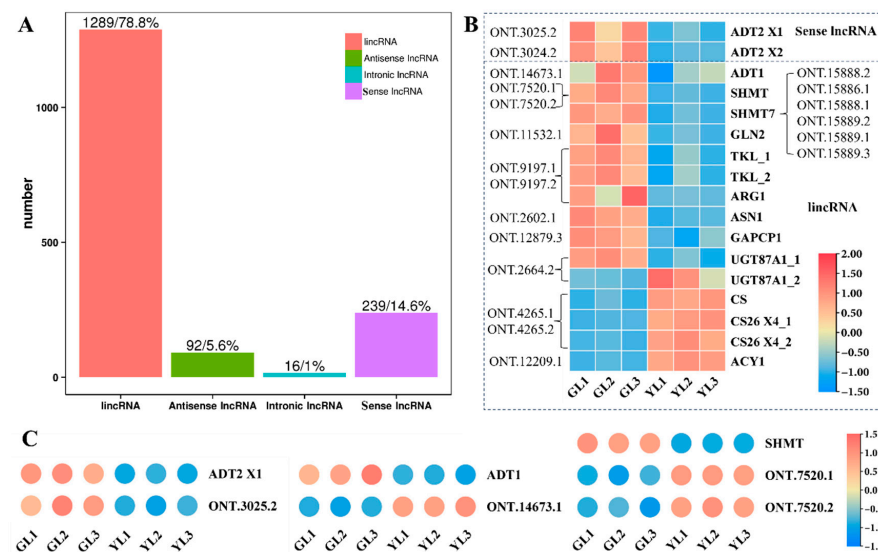 A
1289/78.8%
lincRNA
Antisense lncRNA
Intronic lncRNA
Sense lncRNA
number
1000
500
0
92/5.6%
16/1%
239/14.6%
lincRNA
Antisense lncRNA
Intronic lncRNA
Sense lncRNA
B
ONT.3025.2
ADT2 X1
Sense lncRNA
ONT.3024.2
ADT2 X2
ONT.14673.1
ADT1
ONT.7520.1
SHMT
ONT.7520.2
SHMT7
ONT.15888.2
ONT.15886.1
ONT.15888.1
ONT.15889.2
ONT.15889.1
ONT.15889.3
ONT.11532.1
GLN2
ONT.9197.1
TKL_1
ONT.9197.2
TKL_2
ARG1
ONT.2602.1
ASN1
lincRNA
ONT.12879.3
GAPCP1
ONT.2664.2
UGT87A1_1
UGT87A1_2
ONT.4265.1
CS
ONT.4265.2
CS26 X4_1
CS26 X4_2
ONT.12209.1
ACY1
GL1
GL2
GL3
YL1
YL2
YL3
2.00
1.50
1.00
0.50
0.00
−0.50
−1.00
−1.50
C
ADT2 X1
ONT.3025.2
GL1
GL2
GL3
YL1
YL2
YL3
ADT1
ONT.14673.1
GL1
GL2
GL3
YL1
YL2
YL3
SHMT
ONT.7520.1
ONT.7520.2
GL1
GL2
GL3
YL1
YL2
YL3
1.5
1.0
0.5
0.0